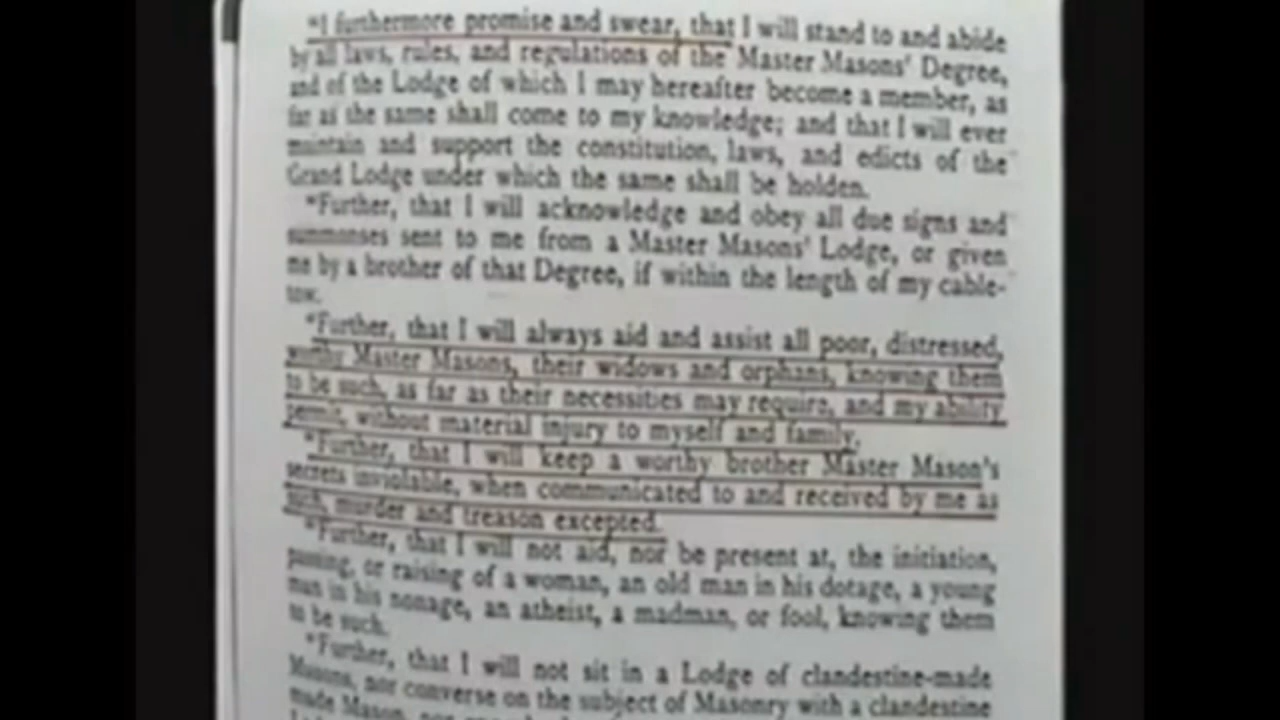 "I furthermore promise and swear, that I will stand to and abide
by all laws, rules, and regulations of the Master Masons' Degree,
and of the Lodge of which I may hereafter become a member, as
far as the same shall come to my knowledge; and that I will ever
maintain and support the constitution, laws, and edicts of the
Grand Lodge under which the same shall be holden.
"Further, that I will acknowledge and obey all due signs and
summonses sent to me from a Master Masons' Lodge, or given
me by a brother of that Degree, if within the length of my cable-
tow.
"Further, that I will always aid and assist all poor, distressed,
worthy Master Masons, their widows and orphans, knowing them
to be such, as far as their necessities may require, and my ability
permit, without material injury to myself and family.
"Further, that I will keep a worthy brother Master Mason's
secrets inviolable, when communicated to and received by me as
such, murder and treason excepted.
"Further, that I will not aid, nor be present at, the initiation,
passing, or raising of a woman, an old man in his dotage, a young
man in his nonage, an atheist, a madman, or fool, knowing them
to be such.
"Further, that I will not sit in a Lodge of clandestine-made
Masons, nor converse on the subject of Masonry with a clandestine
made Mason, nor